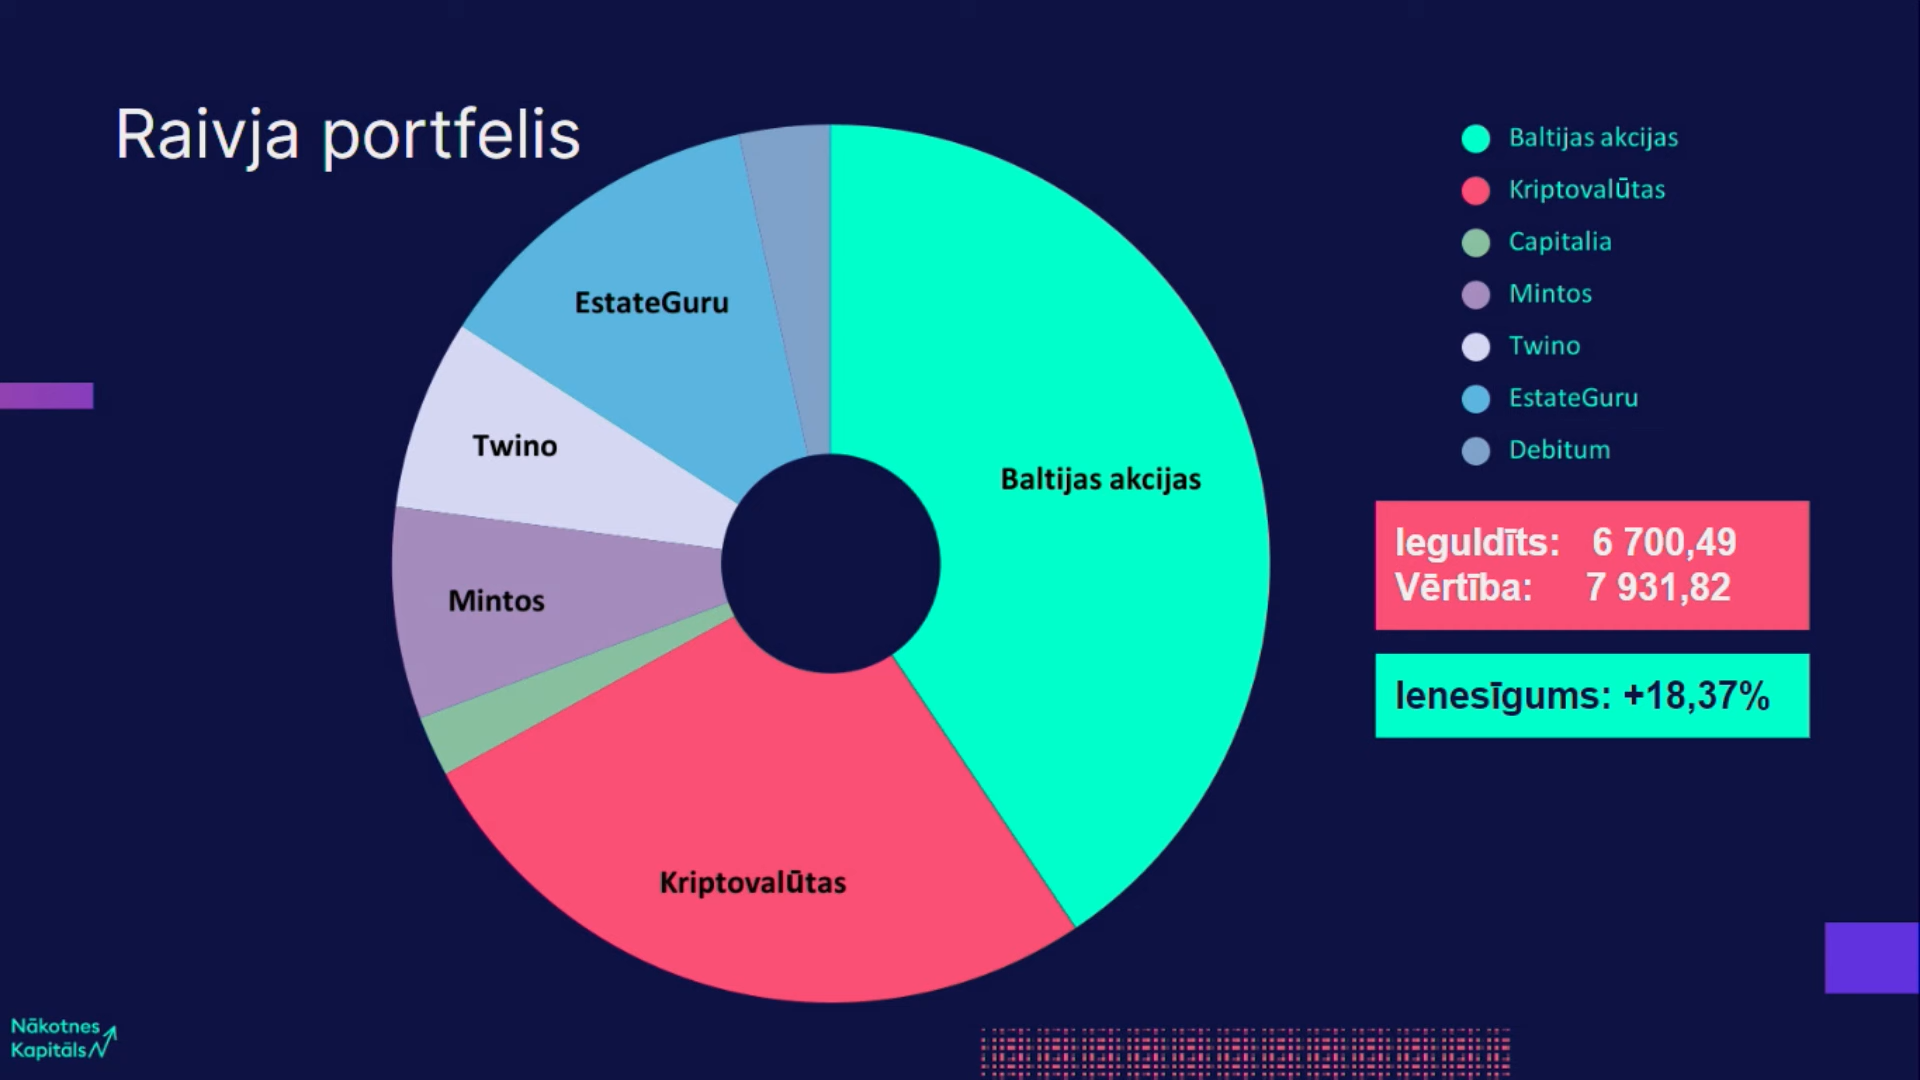 Raivja portfelis
EstateGuru
Twino
Mintos
Kriptovalūtas
Baltijas akcijas
Baltijas akcijas
Kriptovalūtas
Capitalia
Mintos
Twino
EstateGuru
Debitum
Ieguldīts: 6 700,49
Vērtība: 7 931,82
Ienesīgums: +18,37%
Nākotnes
Kapitāls